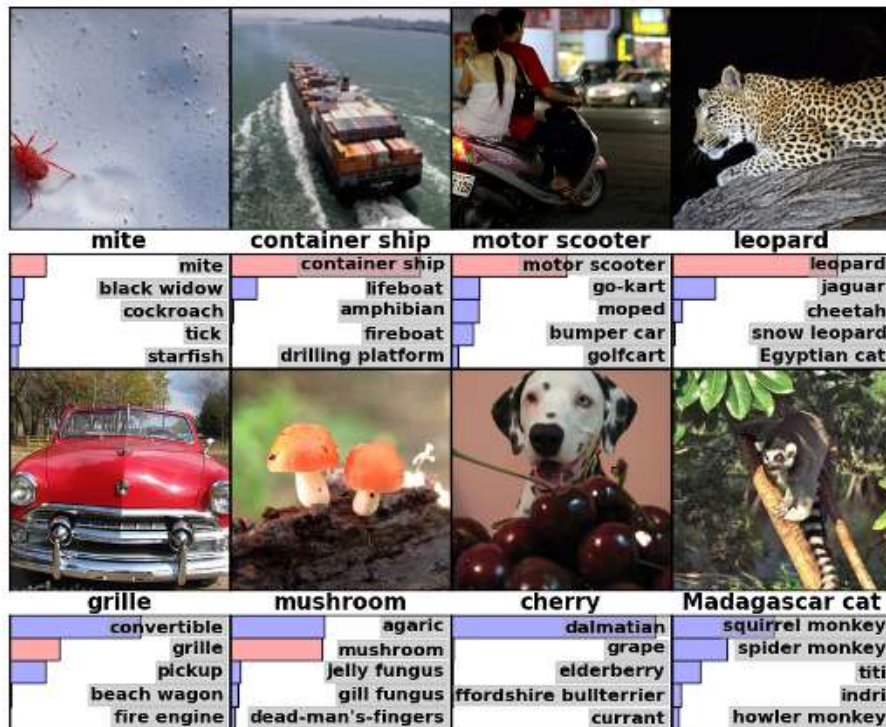 mite
container ship
motor scooter
leopard
mite
black widow
cockroach
tick
starfish
container ship
lifeboat
amphibian
fireboat
drilling platform
motor scooter
go-kart
moped
bumper car
golfcart
leopard
jaguar
cheetah
snow leopard
Egyptian cat
grille
mushroom
cherry
Madagascar cat
convertible
grille
pickup
beach wagon
fire engine
agaric
mushroom
jelly fungus
gill fungus
dead-man's-fingers
dalmatian
grape
elderberry
ffordshire bullterrier
currant
squirrel monkey
spider monkey
titi
indri
howler monkey